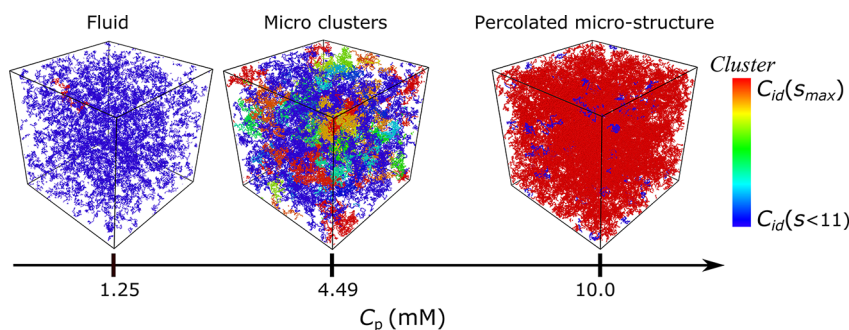 Fluid
Micro clusters
Percolated micro-structure
Cluster
C_id(s_max)
C_id(s<11)
1.25
4.49
10.0
C_p (mM)